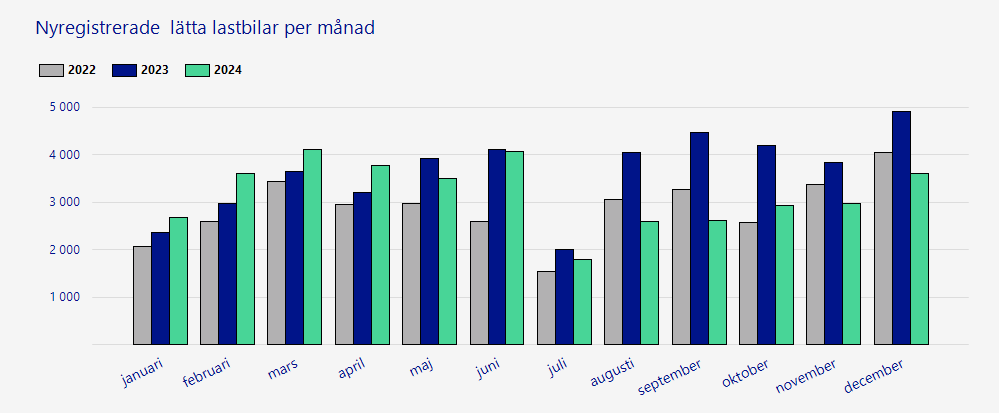 Nyregistrerade  lätta lastbilar per månad
2022 2023 2024
5 000
4 000
3 000
2 000
1 000
januari februari mars april maj juni juli augusti september oktober november december